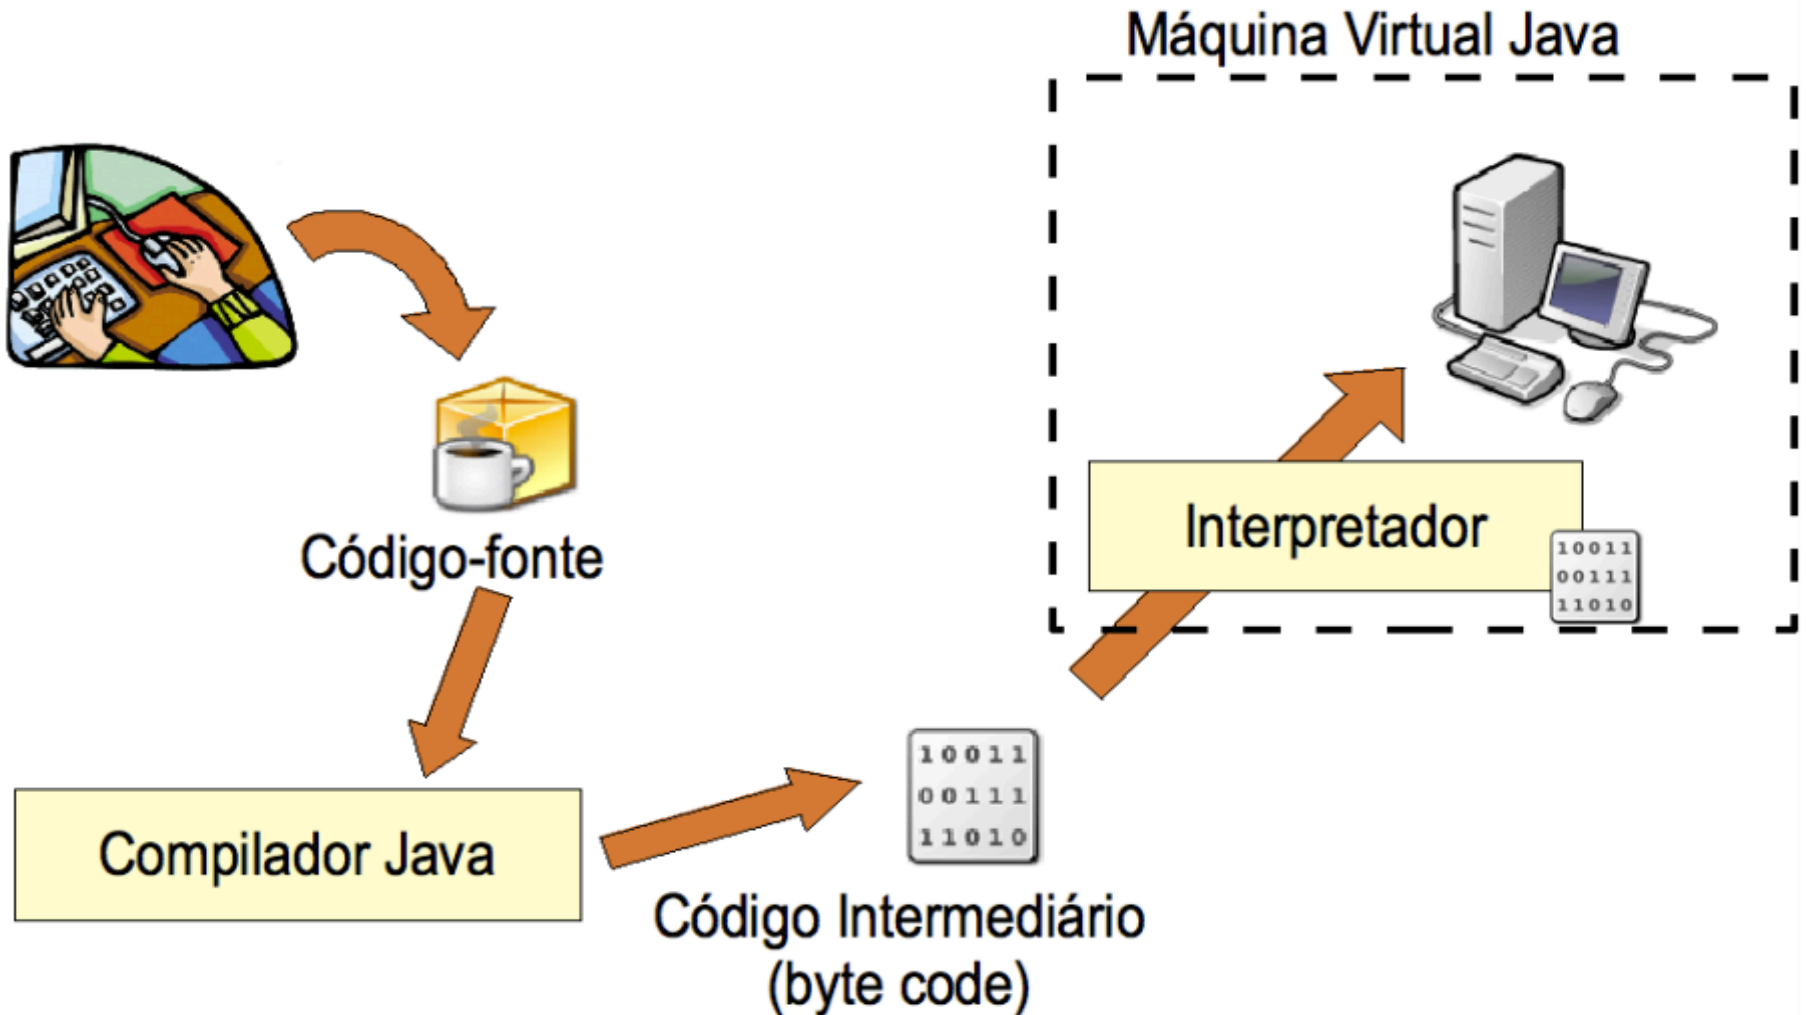 Máquina Virtual Java
Código-fonte
Interpretador
10011
00111
11010
Compilador Java
10011
00111
11010
Código Intermediário
(byte code)